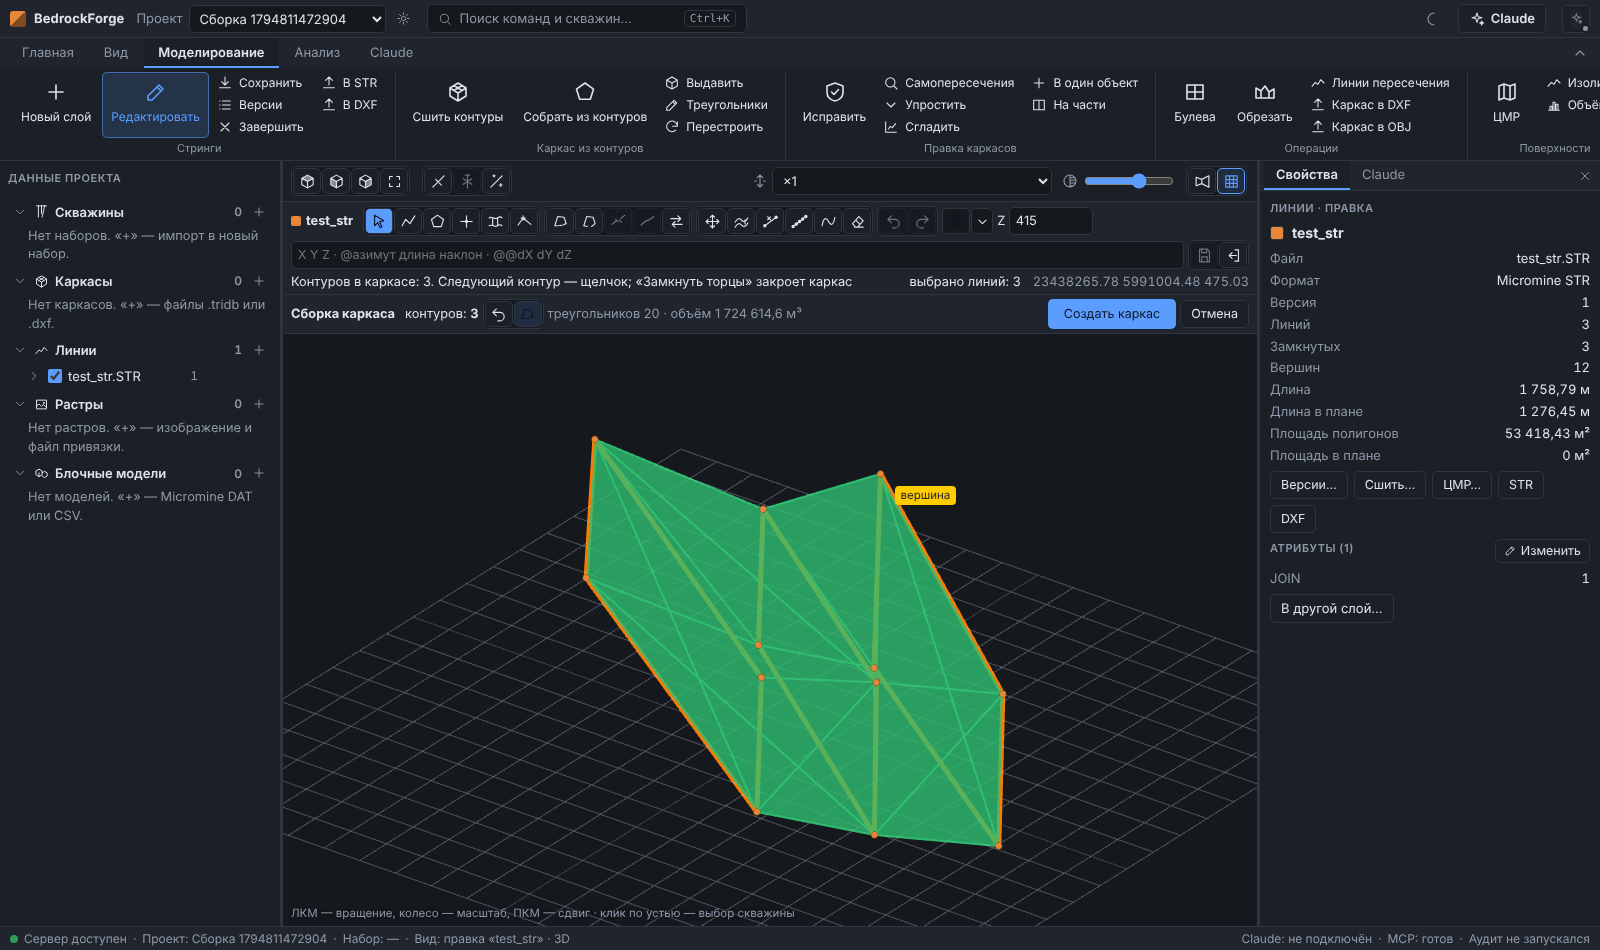 BedrockForge Проект Сборка 1794811472904 Поиск команд и скважин... Ctrl+K Claude
Главная Вид Моделирование Анализ Claude
Новый слой Редактировать Сохранить Версии Завершить В STR В DXF
Стринги
Сшить контуры Собрать из контуров Выдавить Треугольники Перестроить
Каркас из контуров
Исправить Самопересечения Упростить Сгладить В один объект На части
Правка каркасов
Булева Обрезать Линии пересечения Каркас в DXF Каркас в OBJ
Операции
ЦМР
Поверхности
ДАННЫЕ ПРОЕКТА
Скважины 0
Нет наборов. «+» — импорт в новый
набор.
Каркасы 0
Нет каркасов. «+» — файлы .tridb или
.dxf.
Линии 1
test_str.STR 1
Растры 0
Нет растров. «+» — изображение и
файл привязки.
Блочные модели 0
Нет моделей. «+» — Micromine DAT
или CSV.
×1
test_str Z 415
X Y Z · @азимут длина наклон · @@dX dY dZ
Контуров в каркасе: 3. Следующий контур — щелчок; «Замкнуть торцы» закроет каркас выбрано линий: 3 23438265.78 5991004.48 475.03
Сборка каркаса контуров: 3 треугольников 20 · объём 1 724 614,6 м³ Создать каркас Отмена
вершина
ЛКМ — вращение, колесо — масштаб, ПКМ — сдвиг · клик по устью — выбор скважины
Свойства Claude
ЛИНИИ · ПРАВКА
test_str
Файл test_str.STR
Формат Micromine STR
Версия 1
Линий 3
Замкнутых 3
Вершин 12
Длина 1 758,79 м
Длина в плане 1 276,45 м
Площадь полигонов 53 418,43 м²
Площадь в плане 0 м²
Версии... Сшить... ЦМР... STR
DXF
АТРИБУТЫ (1) Изменить
JOIN 1
В другой слой...
Сервер доступен · Проект: Сборка 1794811472904 · Набор: — · Вид: правка «test_str» · 3D Claude: не подключён · MCP: готов · Аудит не запускался